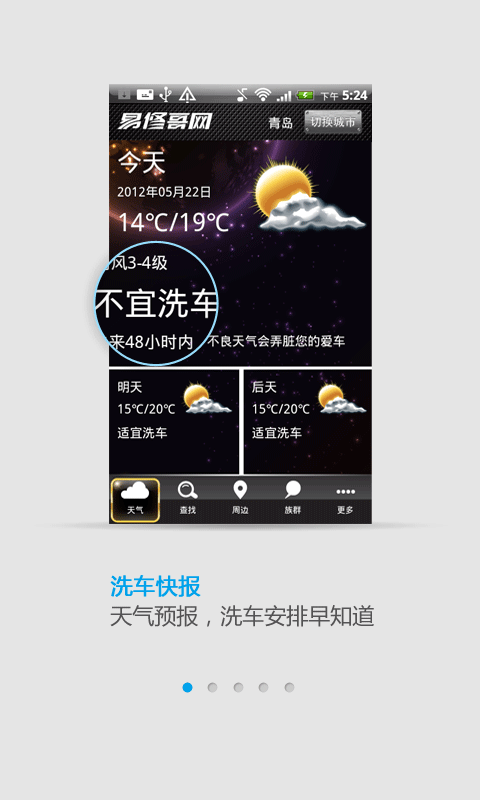 下午 5:24
易修哥网
青岛 切换城市
今天
2012年05月22日
14℃/19℃
风3-4级
不宜洗车
来48小时内 不良天气会弄脏您的爱车
明天
15℃/20℃
适宜洗车
后天
15℃/20℃
适宜洗车
天气 查找 周边 族群 更多
洗车快报
天气预报，洗车安排早知道